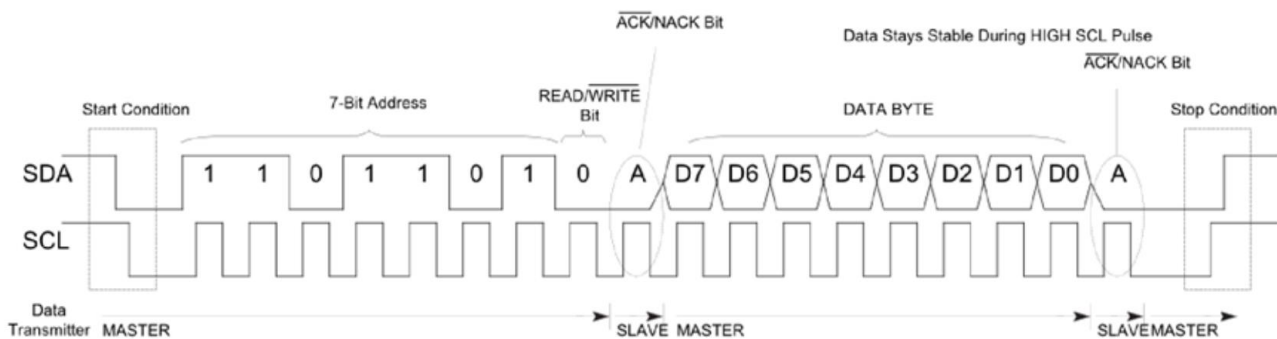 ACK/NACK Bit
Data Stays Stable During HIGH SCL Pulse
ACK/NACK Bit
Start Condition
7-Bit Address
READ/WRITE
Bit
DATA BYTE
Stop Condition
SDA 1 1 0 1 1 0 1 0 A D7 D6 D5 D4 D3 D2 D1 D0 A
SCL
Data
Transmitter MASTER SLAVE MASTER SLAVE MASTER